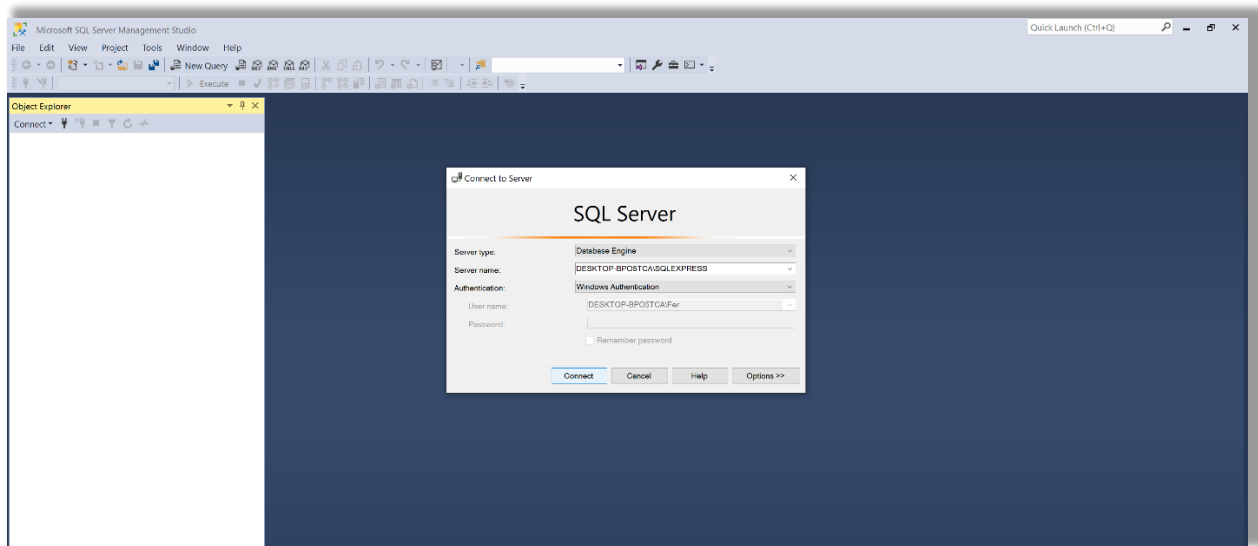 Microsoft SQL Server Management Studio
Quick Launch (Ctrl+Q)
File Edit View Project Tools Window Help
New Query
Execute
Object Explorer
Connect
Connect to Server
SQL Server
Server type: Database Engine
Server name: DESKTOP-BPO5TCA\SQLEXPRESS
Authentication: Windows Authentication
User name: DESKTOP-BPO5TCA\Fer
Password:
Remember password
Connect Cancel Help Options >>